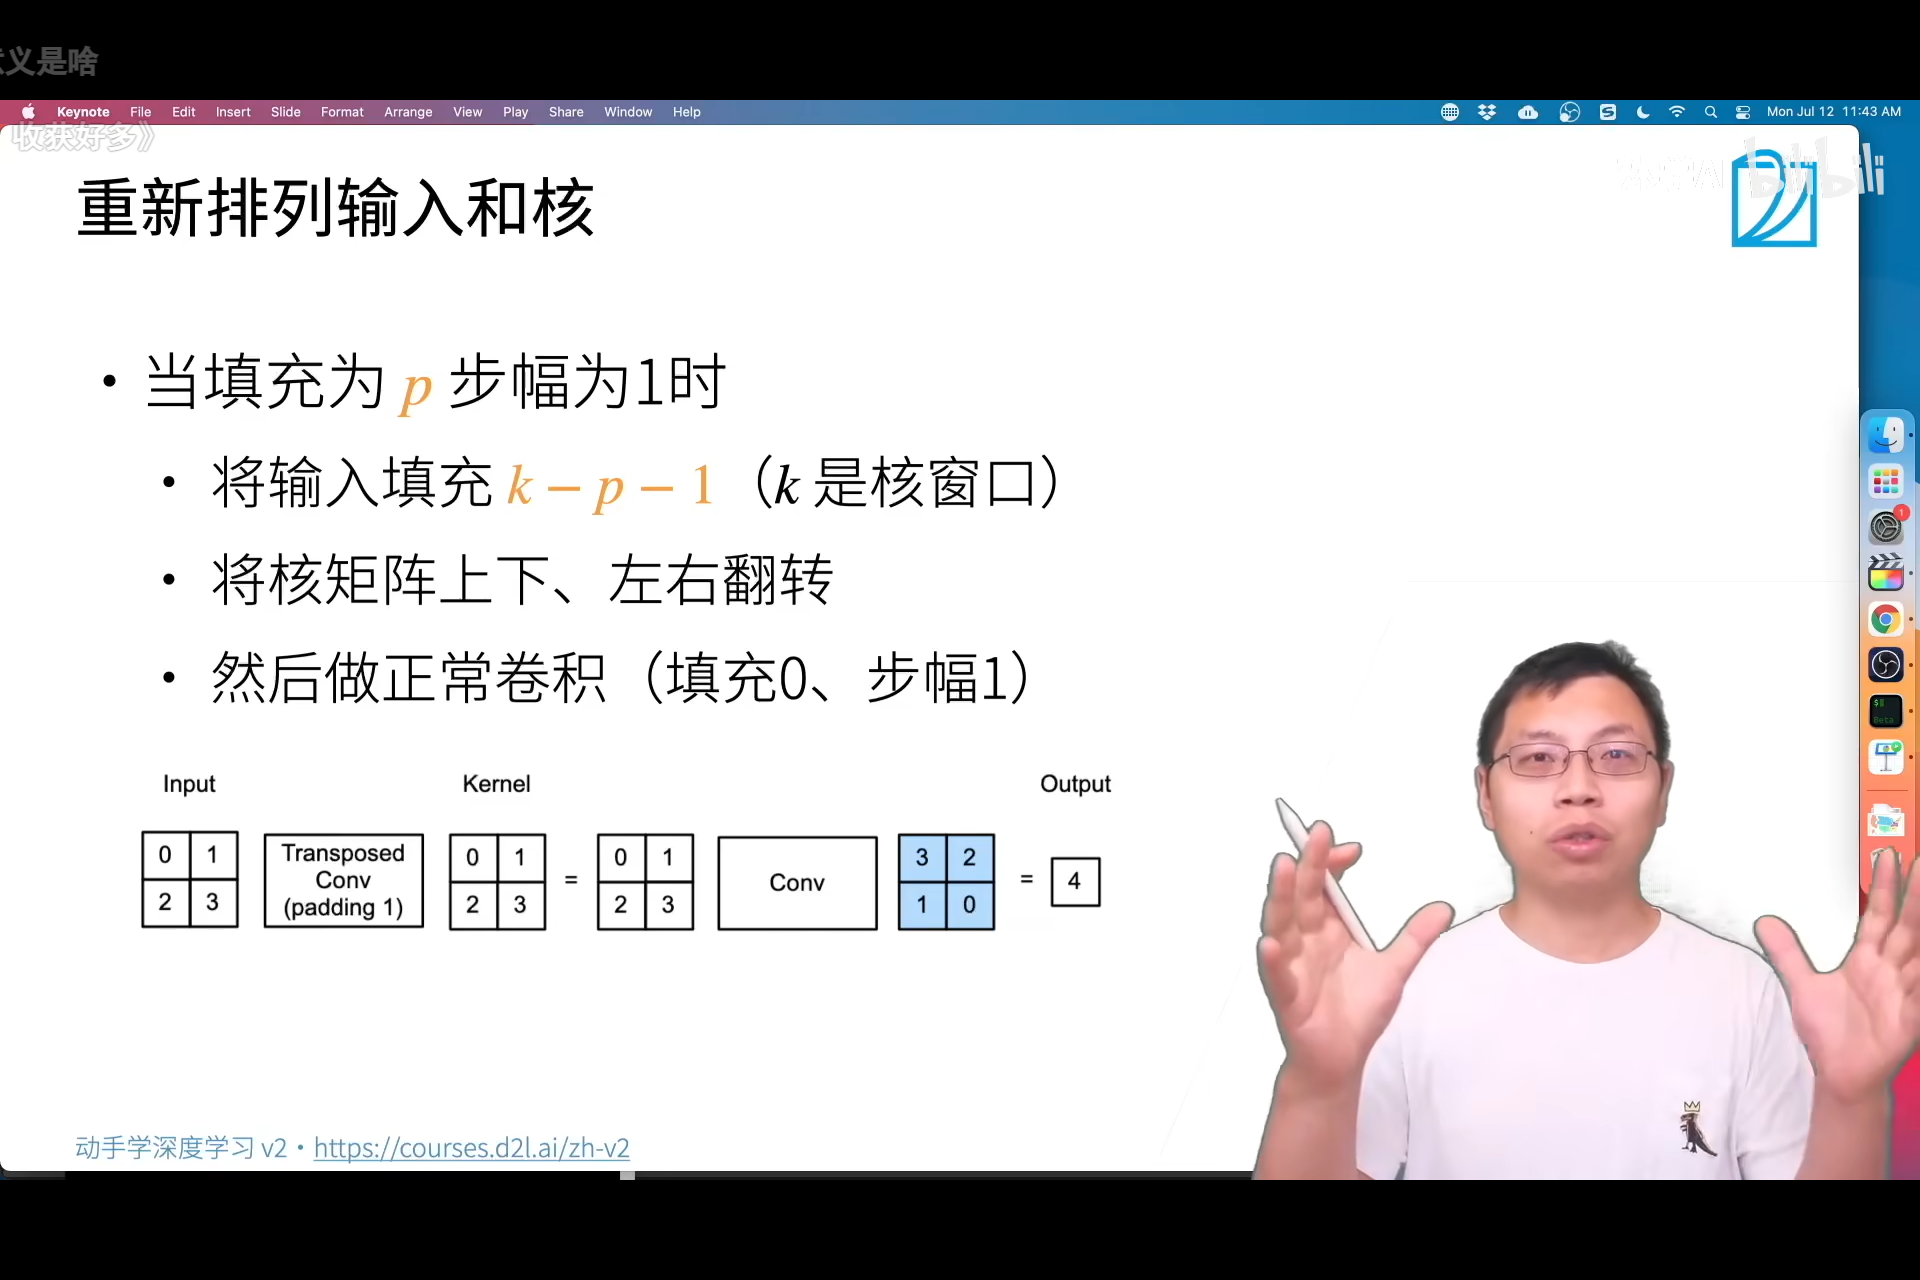 义是啥
Keynote File Edit Insert Slide Format Arrange View Play Share Window Help
Mon Jul 12 11:43 AM
收获好多》
bilibili
重新排列输入和核
• 当填充为 p 步幅为1时
• 将输入填充 k − p − 1（k 是核窗口）
• 将核矩阵上下、左右翻转
• 然后做正常卷积（填充0、步幅1）
Input Kernel Output
0 1
2 3
Transposed
Conv
(padding 1)
0 1
2 3
=
0 1
2 3
Conv
3 2
1 0
=
4
动手学深度学习 v2 • https://courses.d2l.ai/zh-v2